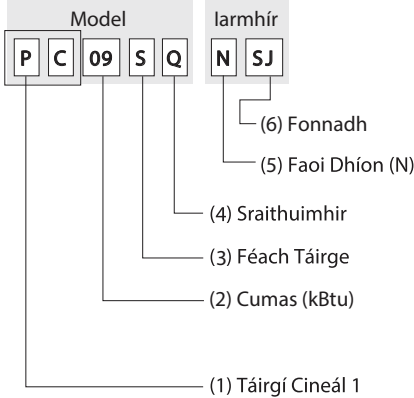 Model Iarmhír
P C 09 S Q N SJ
(6) Fonnadh
(5) Faoi Dhíon (N)
(4) Sraithuimhir
(3) Féach Táirge
(2) Cumas (kBtu)
(1) Táirgí Cineál 1